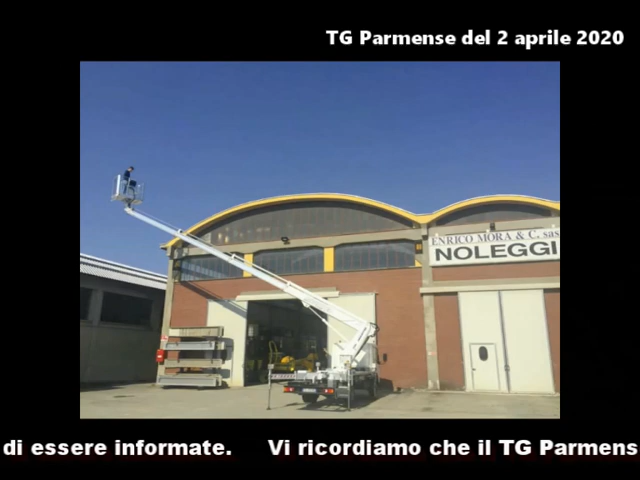 TG Parmense del 2 aprile 2020
ENRICO MORA & C. sas
NOLEGGI
di essere informate. Vi ricordiamo che il TG Parmens